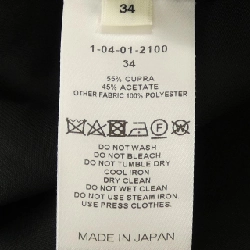 34
1-04-01-2100
34
55% CUPRA
45% ACETATE
OTHER FABRIC 100% POLYESTER
DO NOT WASH
DO NOT BLEACH
DO NOT TUMBLE DRY
COOL IRON
DRY CLEAN
DO NOT WET CLEAN
DO NOT USE STEAM IRON
USE PRESS CLOTHES.
MADE IN JAPAN